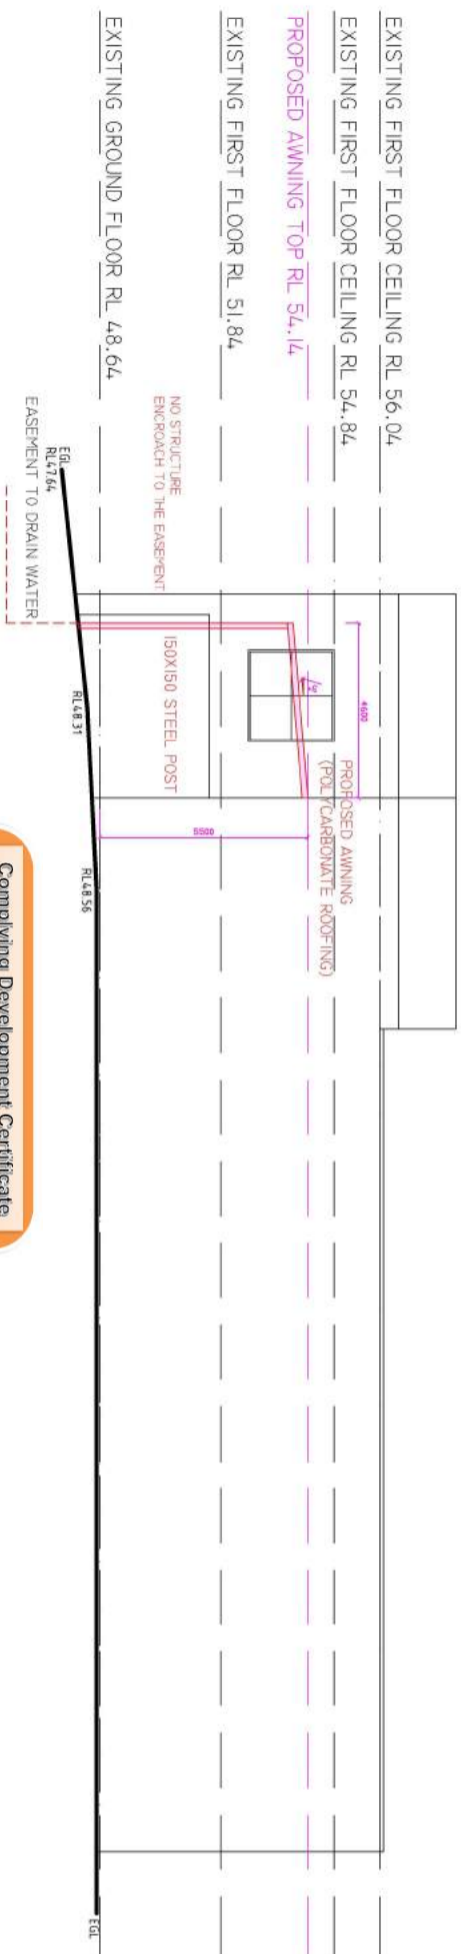 EXISTING FIRST FLOOR CEILING RL 56.04
EXISTING FIRST FLOOR CEILING RL 54.84
PROPOSED AWNING TOP RL 54.14
EXISTING FIRST FLOOR RL 51.84
EXISTING GROUND FLOOR RL 48.64
4600
3°
PROPOSED AWNING
(POLYCARBONATE ROOFING)
5500
150X150 STEEL POST
NO STRUCTURE
ENCROACH TO THE EASEMENT
EGL
RL47.64
EASEMENT TO DRAIN WATER
RL48.31
RL48.56
EGL
Complying Development Certificate